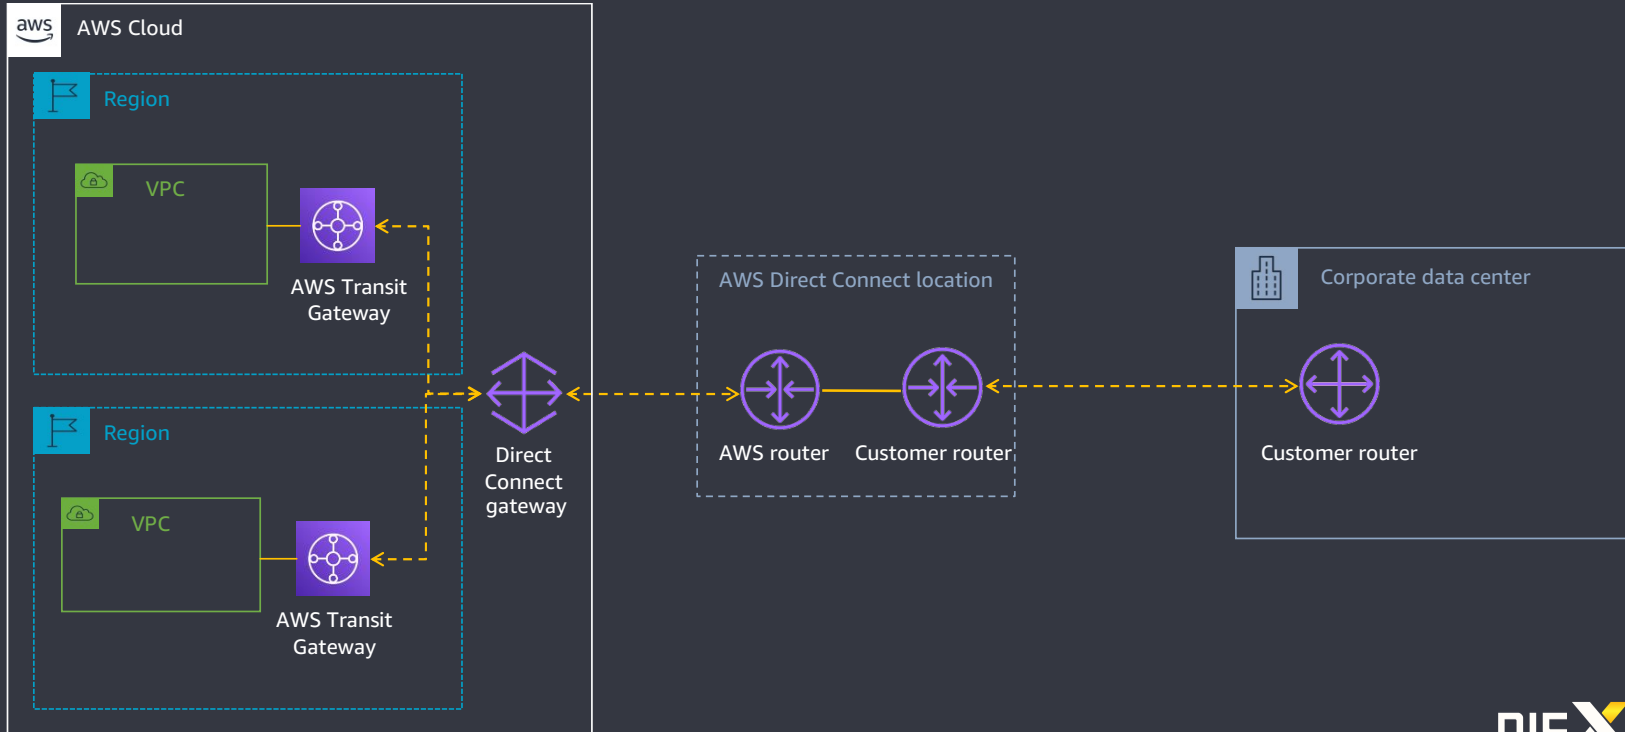 aws
AWS Cloud
Region
VPC
AWS Transit
Gateway
Region
VPC
AWS Transit
Gateway
Direct
Connect
gateway
AWS Direct Connect location
AWS router
Customer router
Corporate data center
Customer router